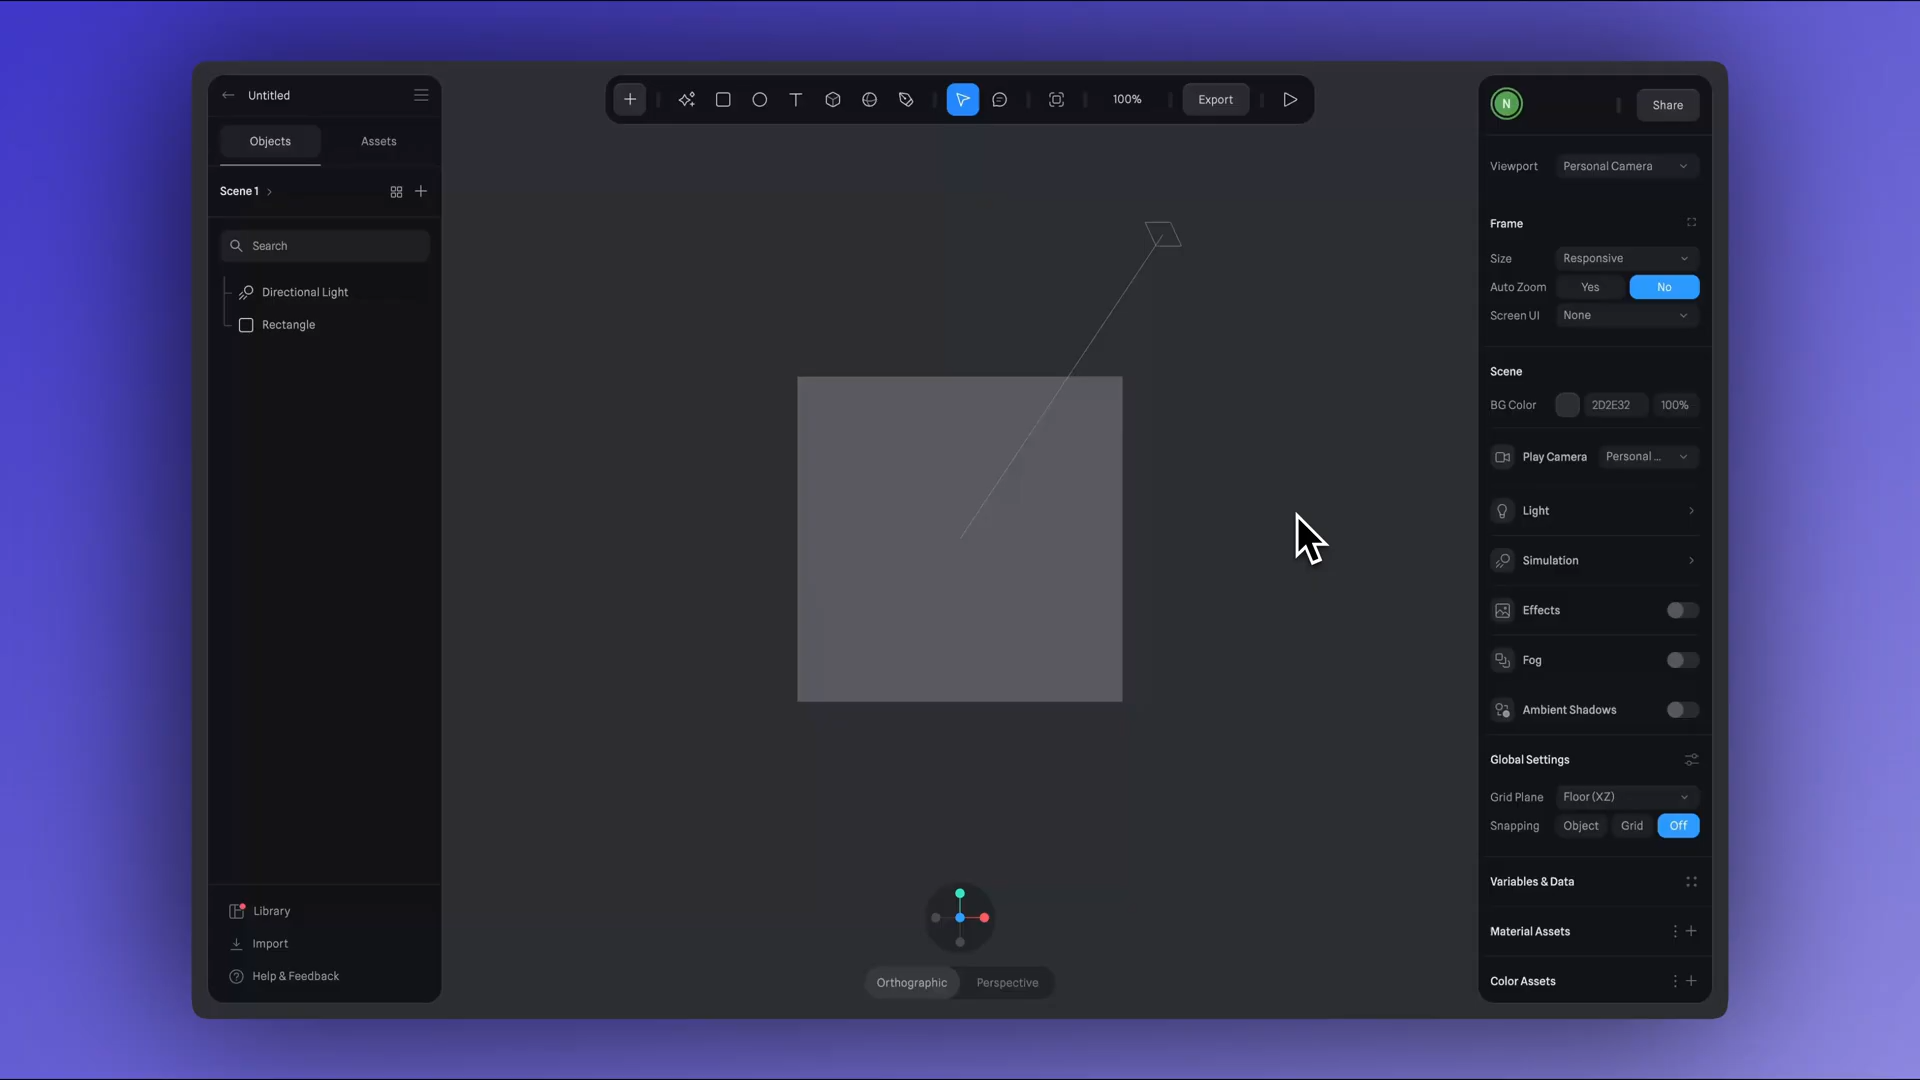 Untitled
Objects
Assets
Scene 1
Search
Directional Light
Rectangle
Library
Import
Help & Feedback
T
100%
Export
Orthographic
Perspective
N
Share
Viewport
Personal Camera
Frame
Size
Responsive
Auto Zoom
Yes
No
Screen UI
None
Scene
BG Color
2D2E32
100%
Play Camera
Personal ...
Light
Simulation
Effects
Fog
Ambient Shadows
Global Settings
Grid Plane
Floor (XZ)
Snapping
Object
Grid
Off
Variables & Data
Material Assets
Color Assets